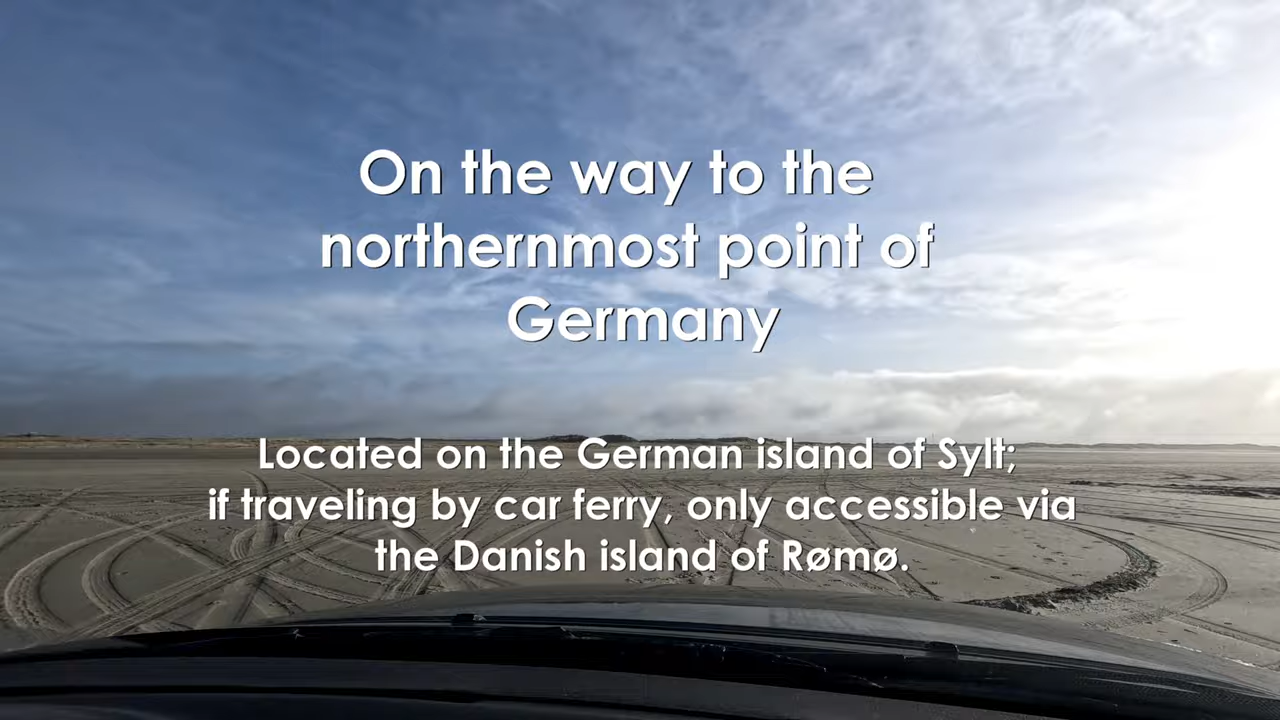 On the way to the
northernmost point of
Germany
Located on the German island of Sylt;
if traveling by car ferry, only accessible via
the Danish island of Rømø.